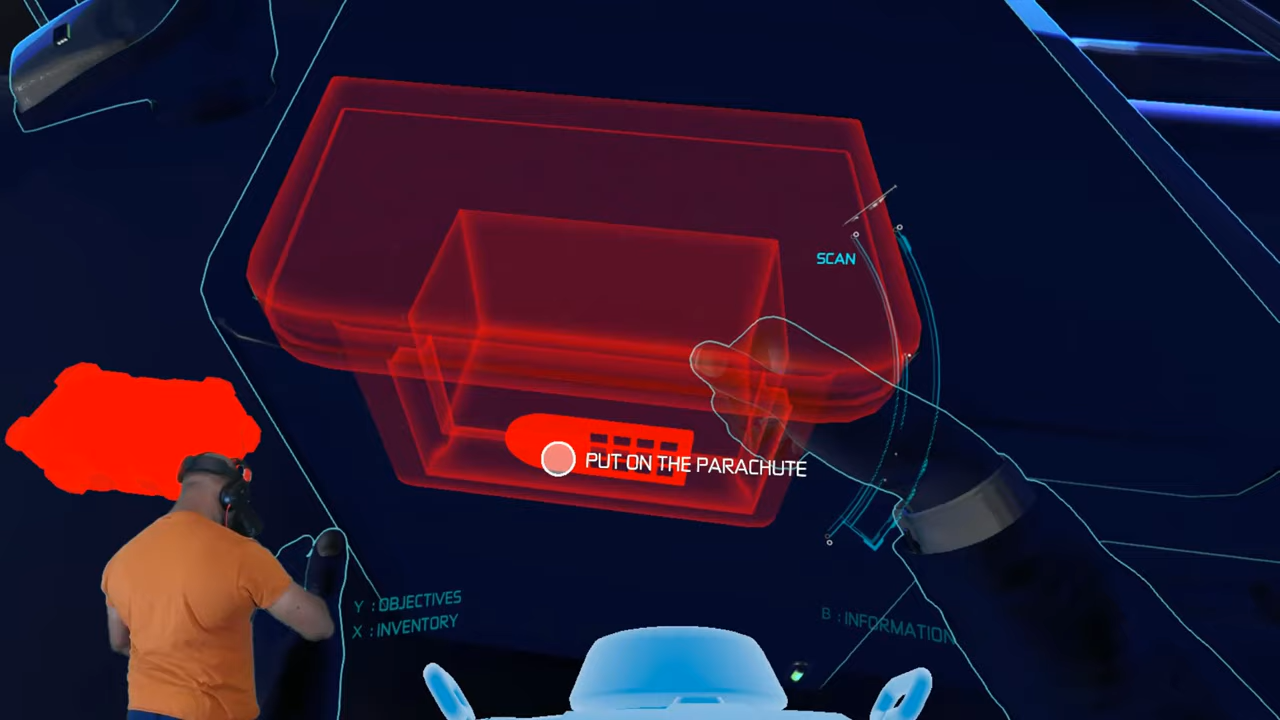 SCAN
PUT ON THE PARACHUTE
Y : OBJECTIVES
X : INVENTORY
B : INFORMATION